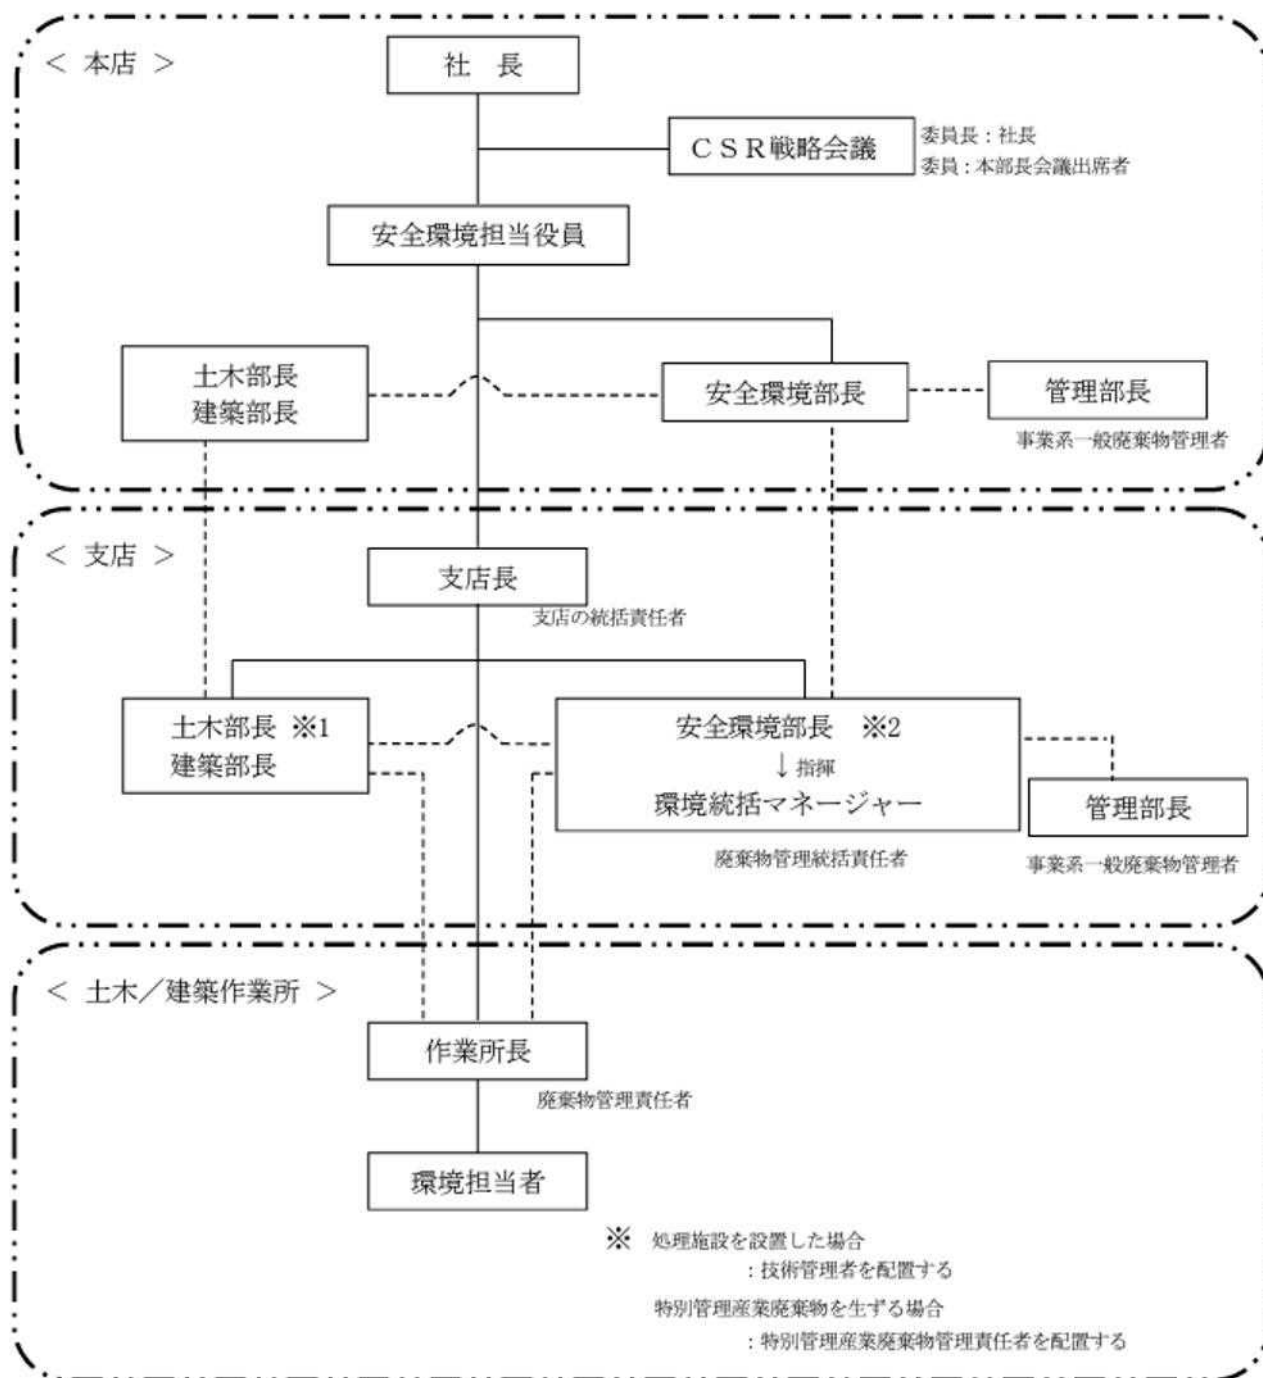 ＜ 本店 ＞
社　長
ＣＳＲ戦略会議
委員長：社長
委員：本部長会議出席者
安全環境担当役員
土木部長
建築部長
安全環境部長
管理部長
事業系一般廃棄物管理者
＜ 支店 ＞
支店長
支店の統括責任者
土木部長 ※1
建築部長
安全環境部長　※2
↓ 指揮
環境統括マネージャー
廃棄物管理統括責任者
管理部長
事業系一般廃棄物管理者
＜ 土木／建築作業所 ＞
作業所長
廃棄物管理責任者
環境担当者
※　処理施設を設置した場合
：技術管理者を配置する
特別管理産業廃棄物を生ずる場合
：特別管理産業廃棄物管理責任者を配置する